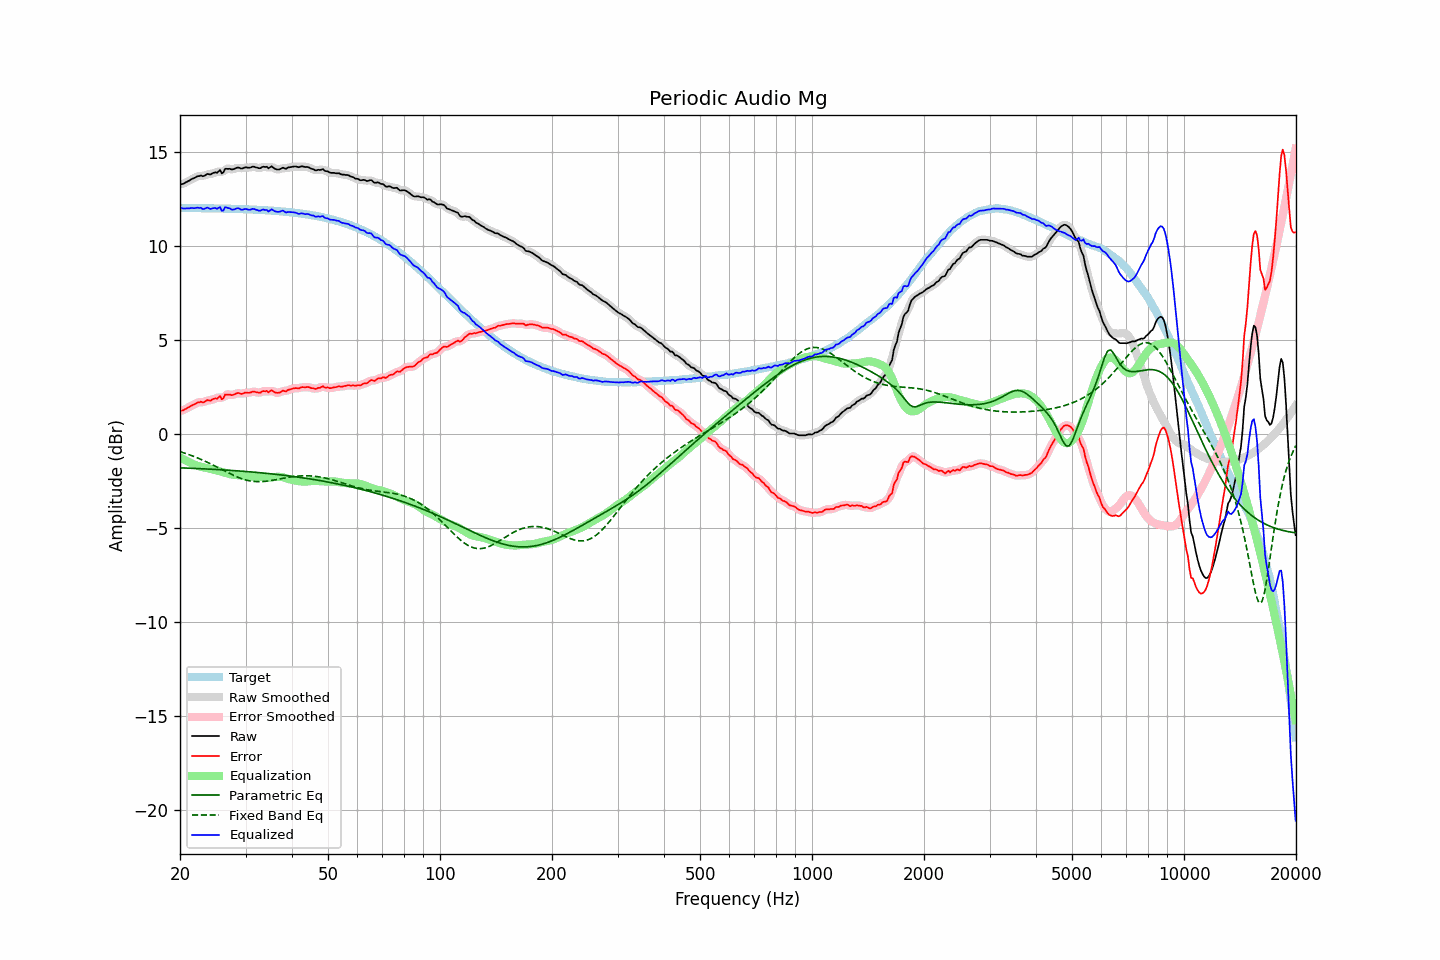 Periodic Audio Mg
Amplitude (dBr)
15
10
5
0
−5
−10
−15
−20
Target
Raw Smoothed
Error Smoothed
Raw
Error
Equalization
Parametric Eq
Fixed Band Eq
Equalized
20 50 100 200 500 1000 2000 5000 10000 20000
Frequency (Hz)